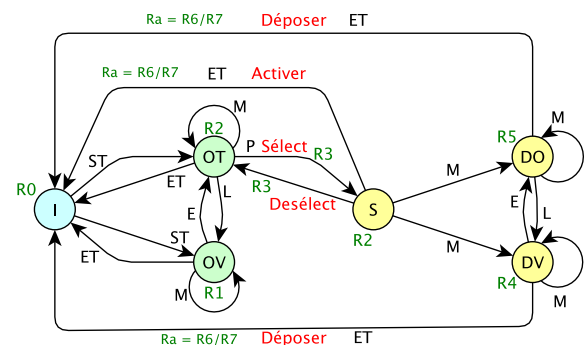 Ra = R6/R7 Déposer ET
Ra = R6/R7 ET Activer
M
R2
P Sélect
R3
ST
OT
ET
R3
Desélect
R0
I
E
L
S
R2
M
M
R5
DO
M
E
L
ST
ET
OV
R1
M
DV
R4
M
Ra = R6/R7 Déposer ET